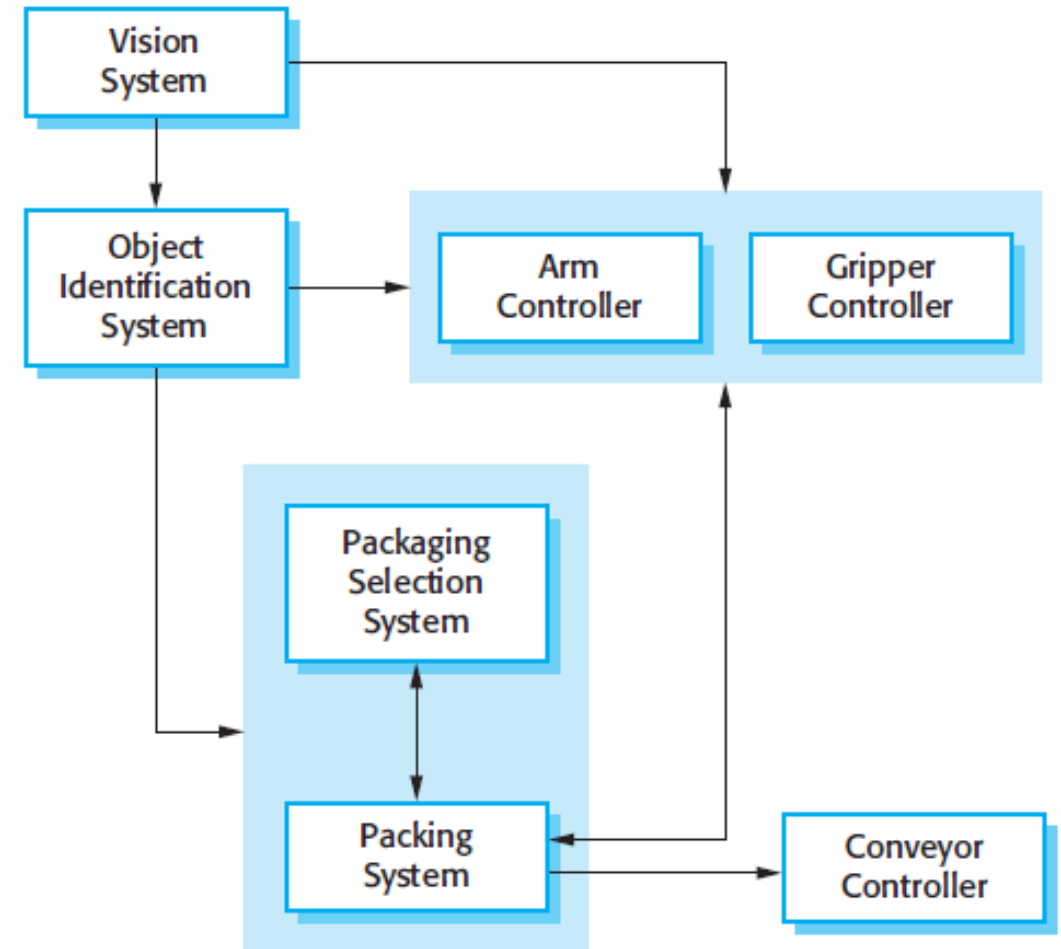 Vision
System
Object
Identification
System
Arm
Controller
Gripper
Controller
Packaging
Selection
System
Packing
System
Conveyor
Controller